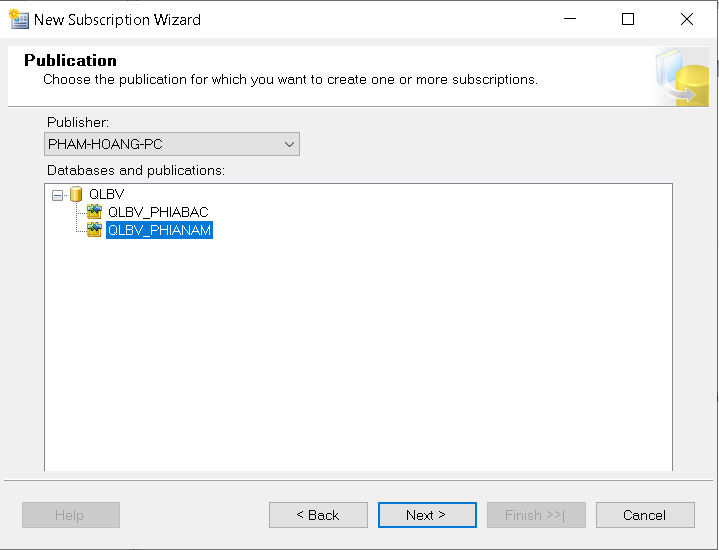 New Subscription Wizard
Publication
Choose the publication for which you want to create one or more subscriptions.
Publisher:
PHAM-HOANG-PC
Databases and publications:
QLBV
QLBV_PHIABAC
QLBV_PHIANAM
Help
< Back
Next >
Finish >>|
Cancel